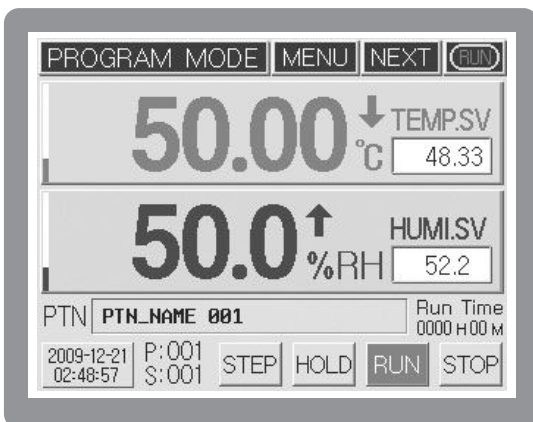 PROGRAM MODE MENU NEXT RUN
50.00 °C TEMP.SV
48.33
50.0 %RH HUMI.SV
52.2
PTN PTN_NAME 001 Run Time
0000 H 00 M
2009-12-21 P:001 STEP HOLD RUN STOP
02:48:57 S:001